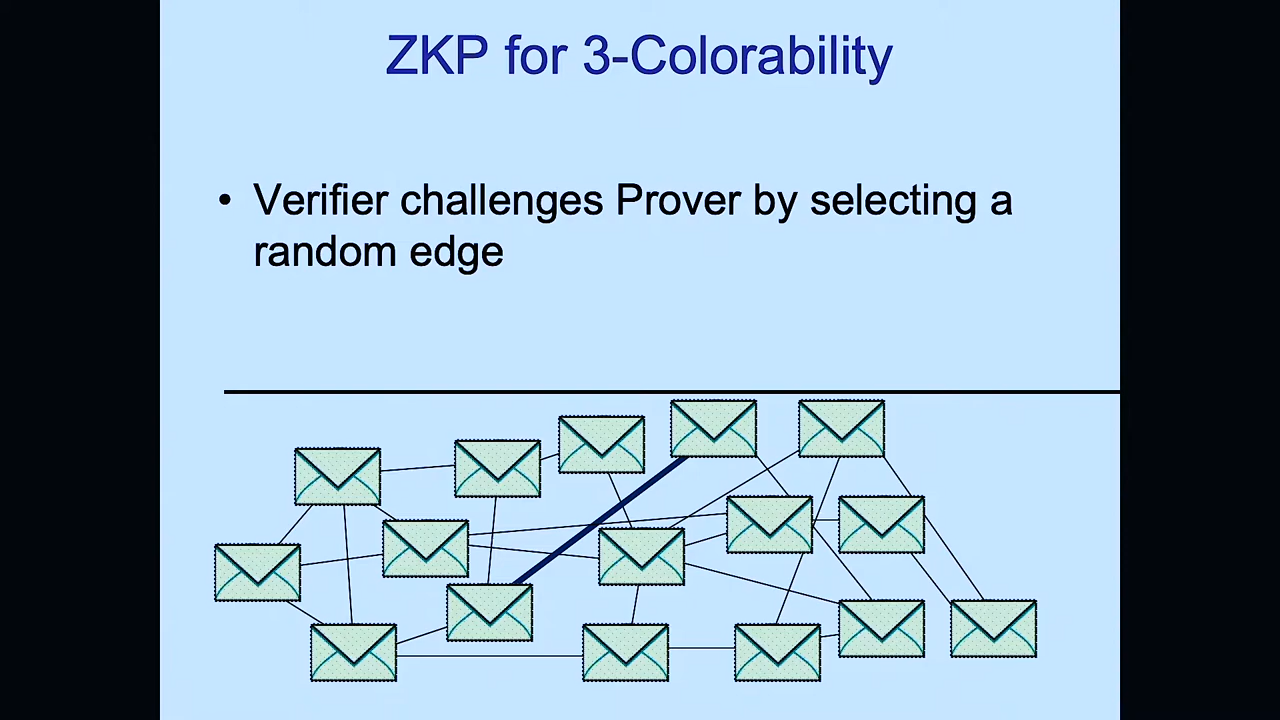 ZKP for 3-Colorability
• Verifier challenges Prover by selecting a
random edge